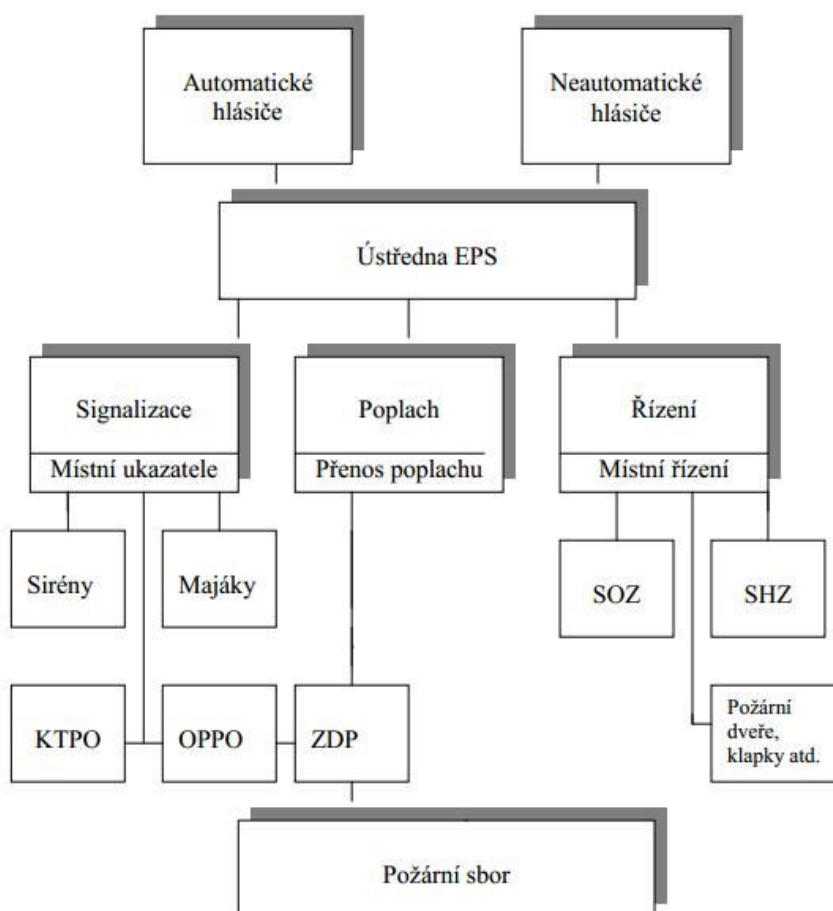 Automatické
hlásiče
Neautomatické
hlásiče
Ústředna EPS
Signalizace
Místní ukazatele
Poplach
Přenos poplachu
Řízení
Místní řízení
Sirény
Majáky
SOZ
SHZ
KTPO
OPPO
ZDP
Požární
dveře,
klapky atd.
Požární sbor